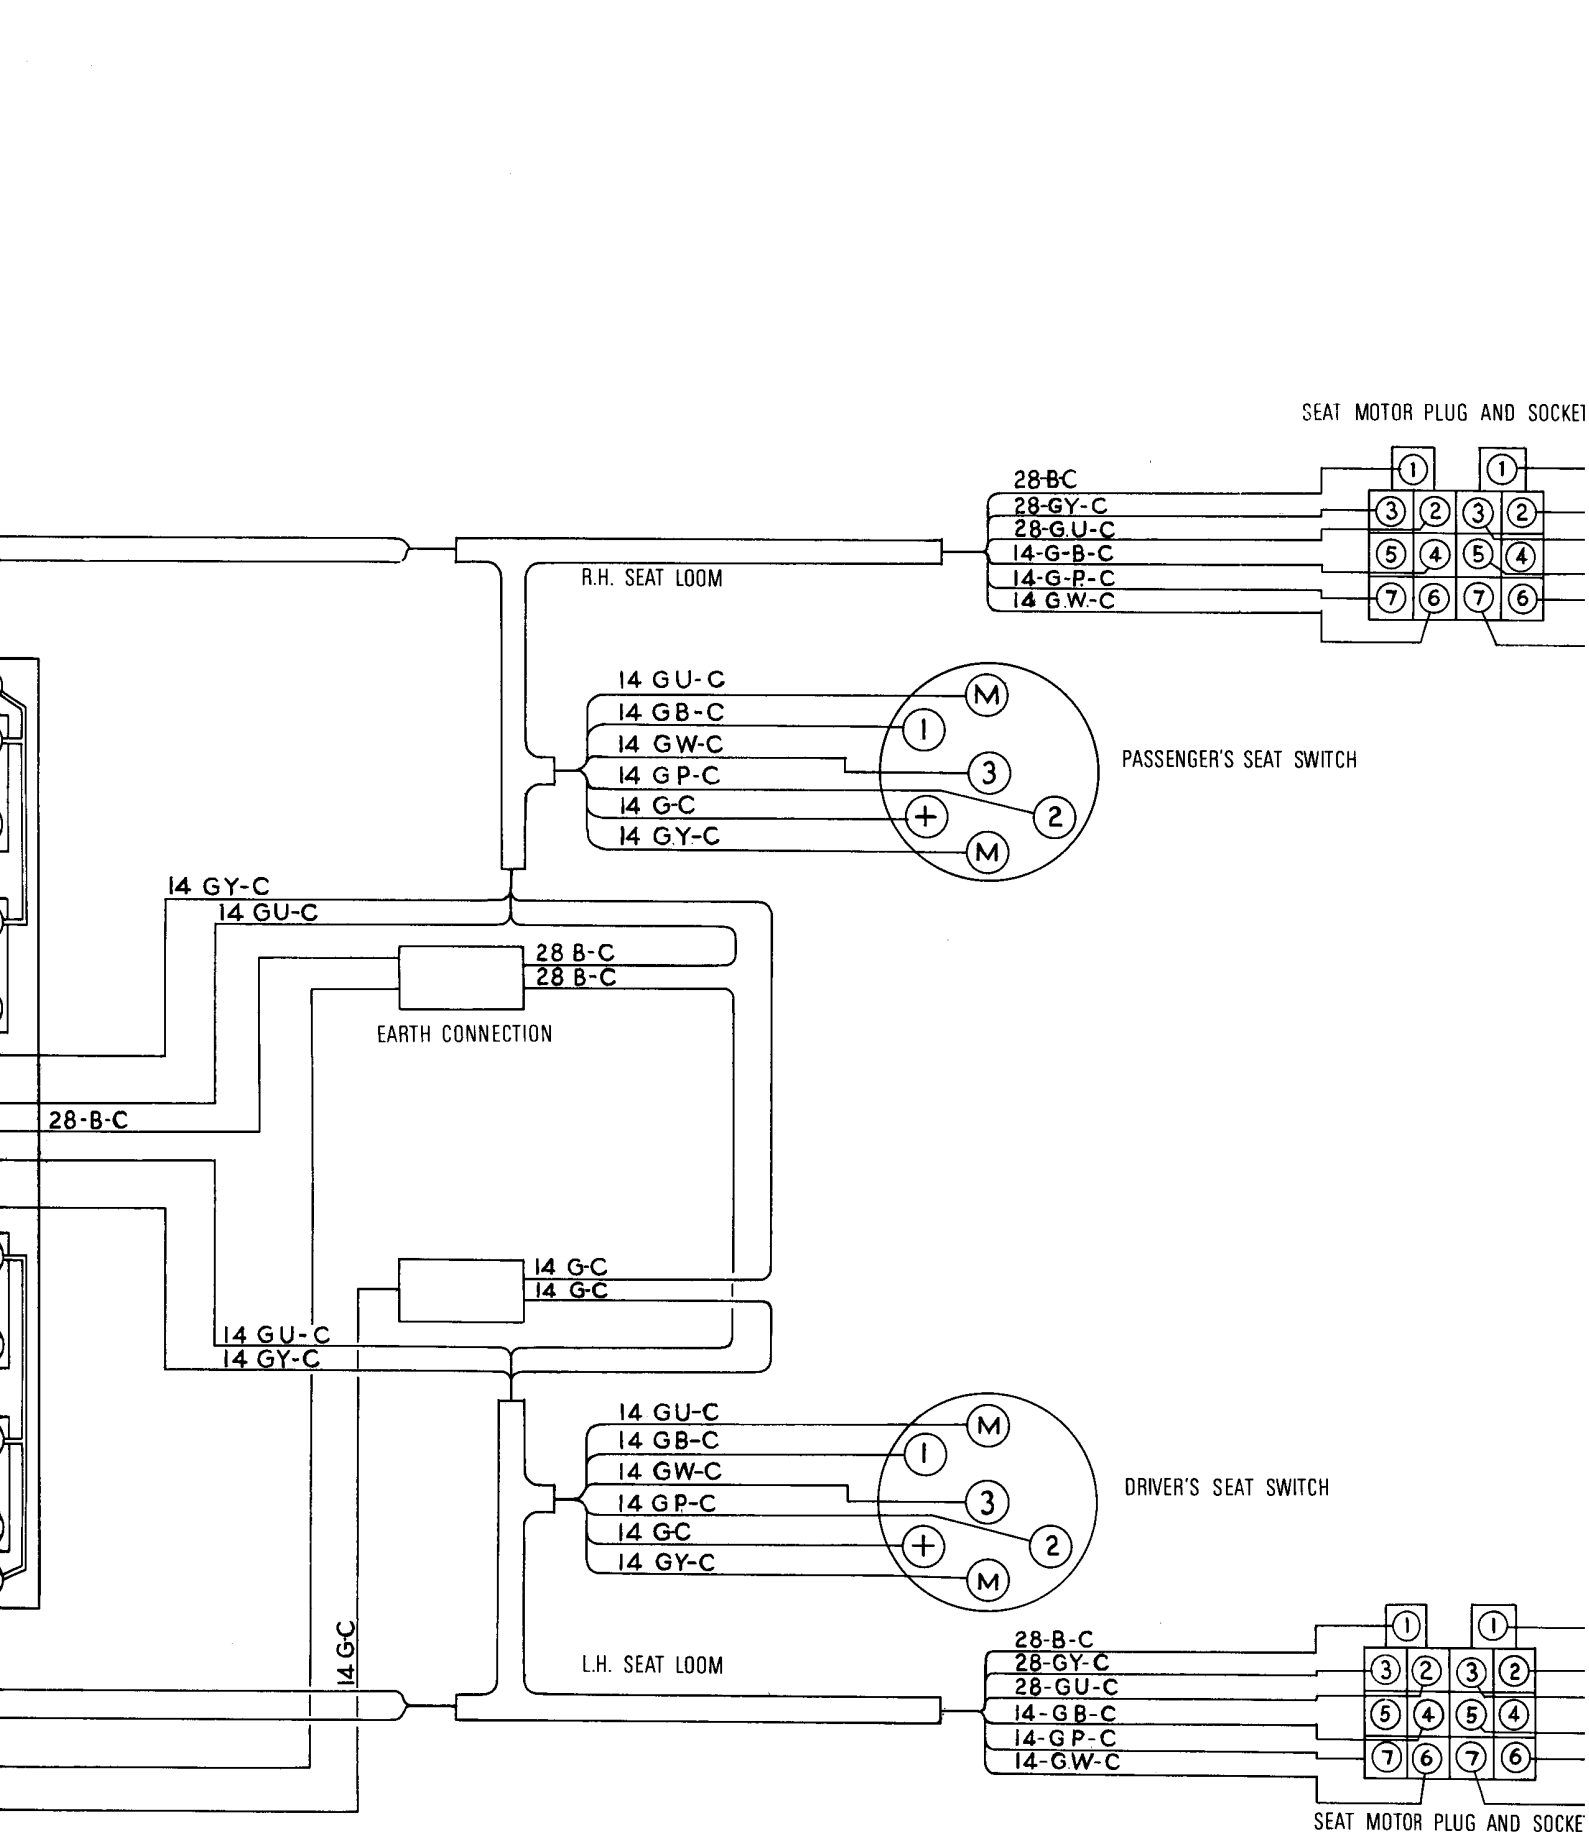 SEAT MOTOR PLUG AND SOCKET
1 1
3 2 3 2
5 4 5 4
7 6 7 6
28-B-C
28-GY-C
28-G.U-C
14-G-B-C
14-G-P.-C
14 G.W.-C
R.H. SEAT LOOM
14 GU-C
14 GB-C
14 GW-C
14 GP-C
14 G-C
14 G.Y.-C
M
1
3
+
2
M
PASSENGER'S SEAT SWITCH
14 GY-C
14 GU-C
28 B-C
28 B-C
EARTH CONNECTION
28-B-C
14 G-C
14 G-C
14 GU-C
14 GY-C
14 GU-C
14 GB-C
14 GW-C
14 GP.-C
14 G-C
14 GY-C
M
1
3
+
2
M
DRIVER'S SEAT SWITCH
14 G-C
L.H. SEAT LOOM
28-B-C
28-GY-C
28-GU-C
14-GB-C
14-GP-C
14-G.W-C
1 1
3 2 3 2
5 4 5 4
7 6 7 6
SEAT MOTOR PLUG AND SOCKE